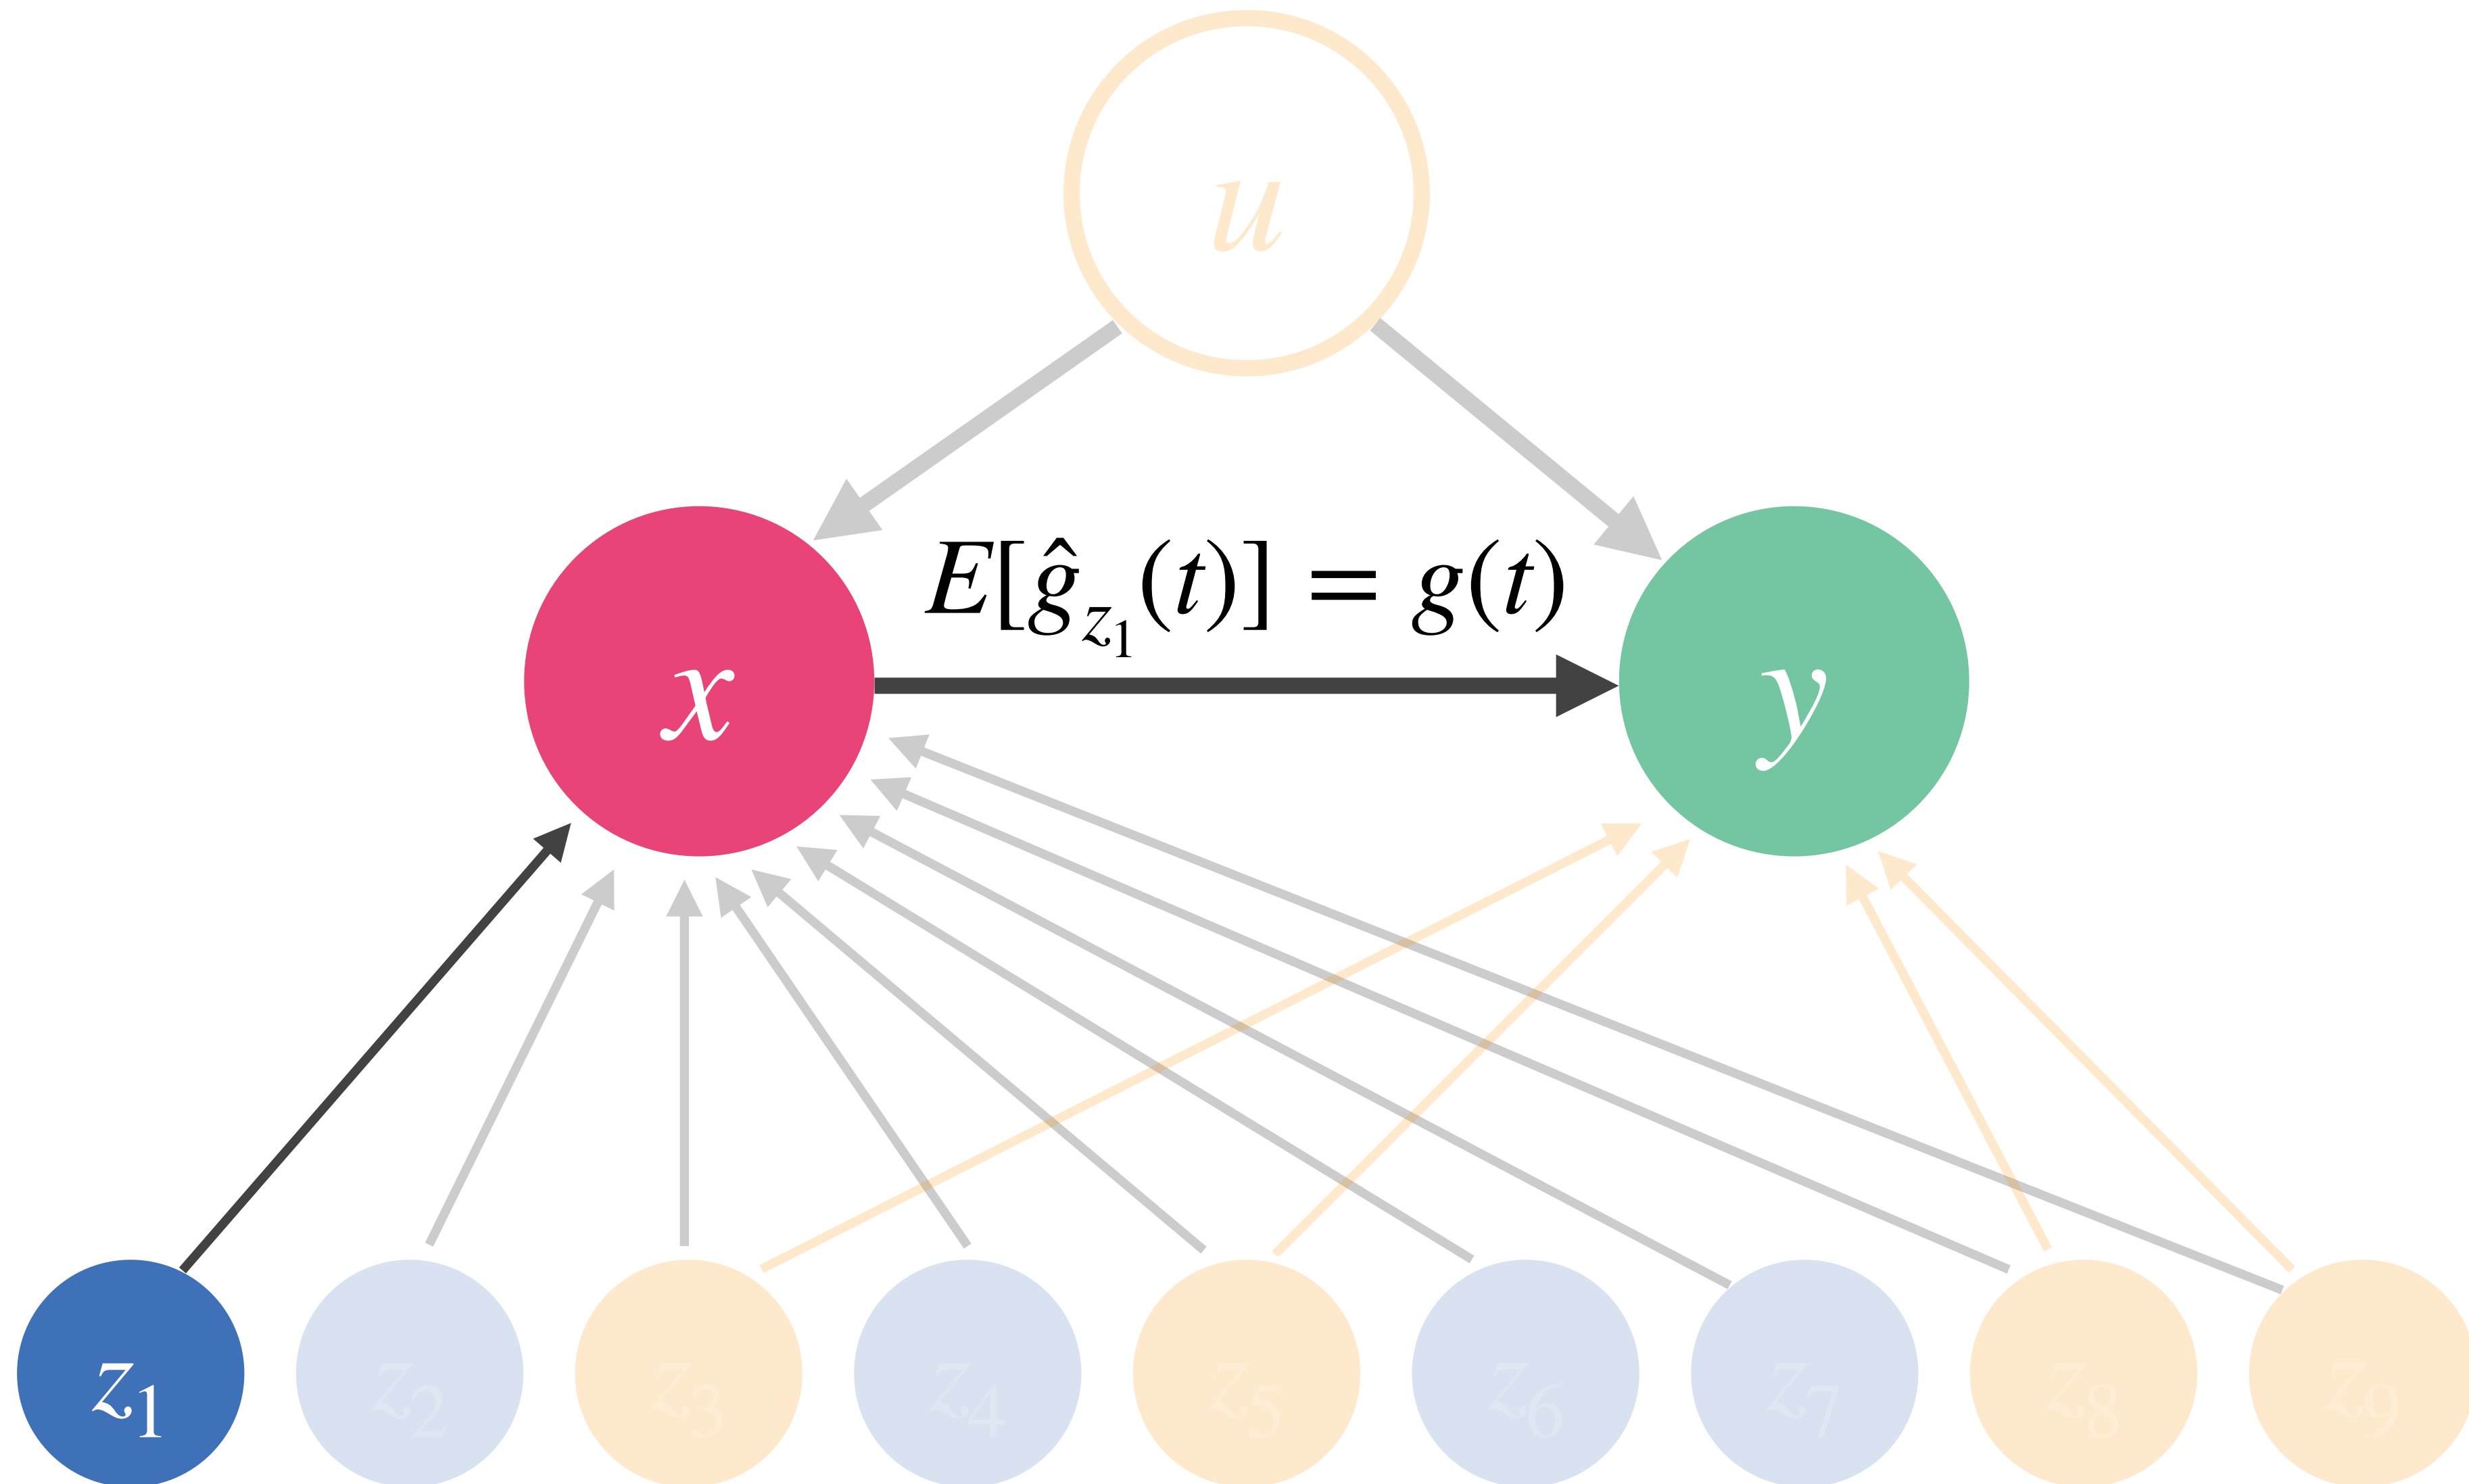 u
E[ĝ_{z_1}(t)] = g(t)
x
y
z_1
z_2
z_3
z_4
z_5
z_6
z_7
z_8
z_9